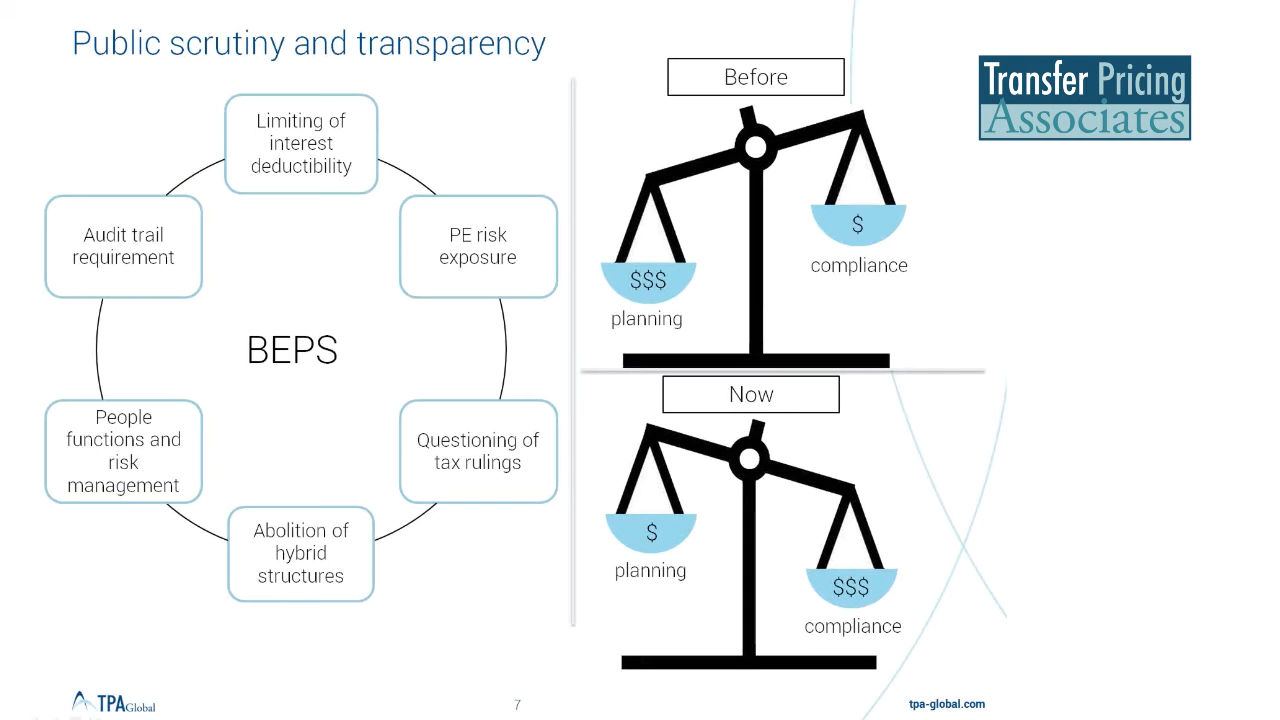 Public scrutiny and transparency
Limiting of
interest
deductibility
PE risk
exposure
Questioning of
tax rulings
Abolition of
hybrid
structures
People
functions and
risk
management
Audit trail
requirement
BEPS
Before
$$$
planning
$
compliance
Now
$
planning
$$$
compliance
Transfer Pricing
Associates
TPA Global
7
tpa-global.com